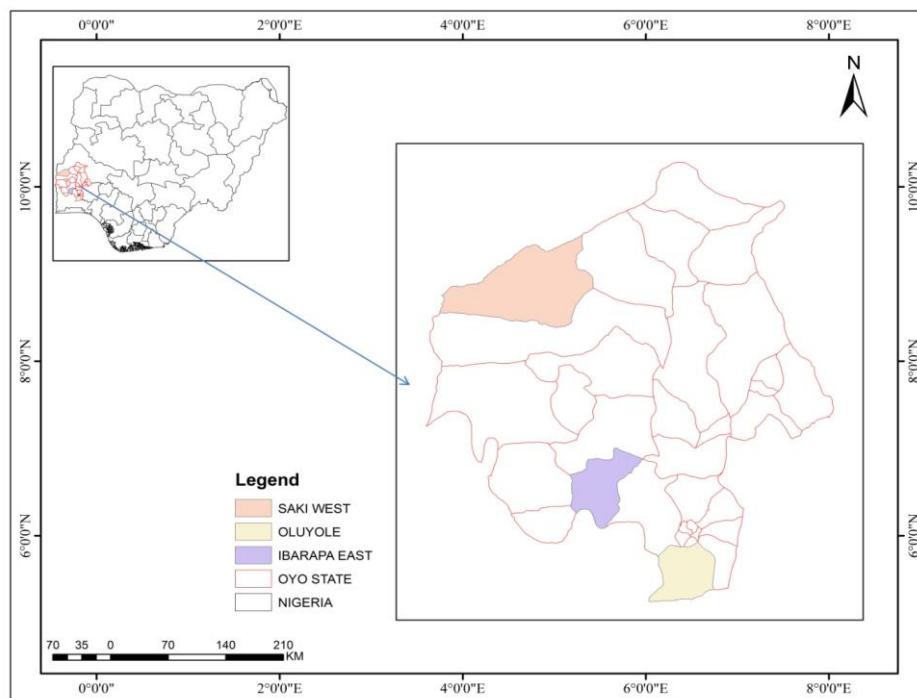 0°0'0"E 2°0'0"E 4°0'0"E 6°0'0"E 8°0'0"E
N
10°0'0"N
10°0'0"N
8°0'0"N
8°0'0"N
6°0'0"N
6°0'0"N
Legend
SAKI WEST
OLUYOLE
IBARAPA EAST
OYO STATE
NIGERIA
70 35 0 70 140 210
KM
0°0'0"E 2°0'0"E 4°0'0"E 6°0'0"E 8°0'0"E